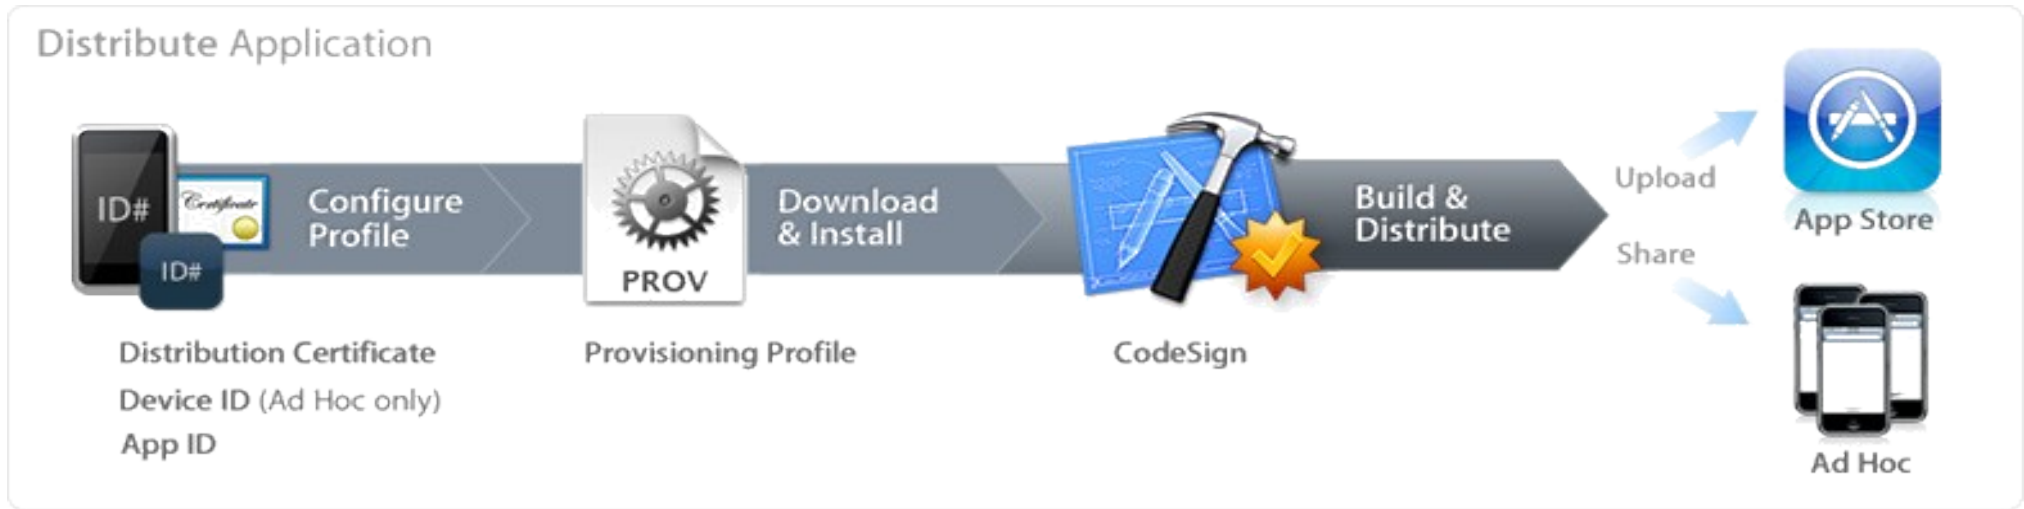 Distribute Application
ID#
Certificate
ID#
Configure
Profile
PROV
Download
& Install
Build &
Distribute
Upload
Share
App Store
Ad Hoc
Distribution Certificate
Device ID (Ad Hoc only)
App ID
Provisioning Profile
CodeSign